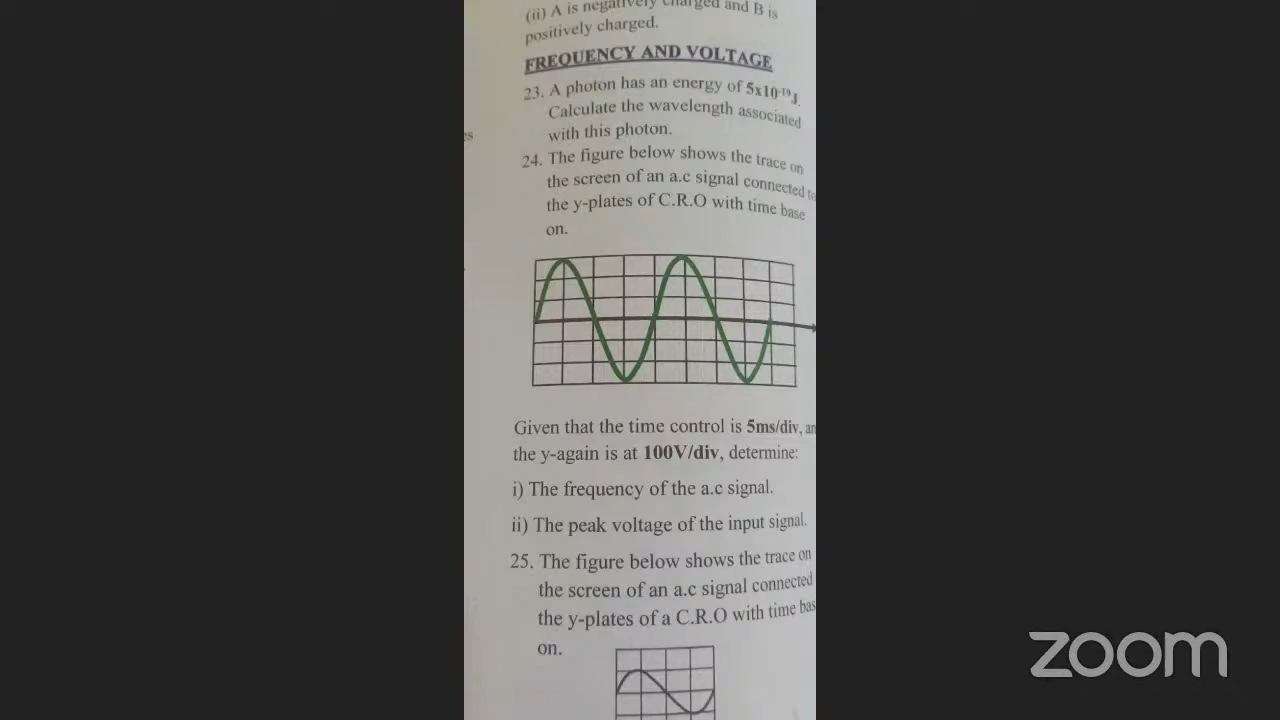 (ii) A is negatively charged and B is
positively charged.
FREQUENCY AND VOLTAGE
23. A photon has an energy of 5x10⁻¹⁹J.
Calculate the wavelength associated
with this photon.
24. The figure below shows the trace on
the screen of an a.c signal connected to
the y-plates of C.R.O with time base
on.
Given that the time control is 5ms/div, an
the y-again is at 100V/div, determine:
i) The frequency of the a.c signal.
ii) The peak voltage of the input signal.
25. The figure below shows the trace on
the screen of an a.c signal connected
the y-plates of a C.R.O with time bas
on.
es
zoom